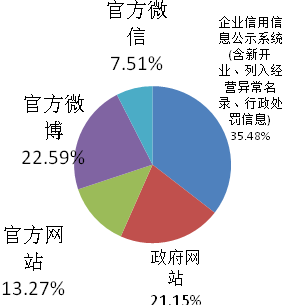 官方微
信
7.51%
企业信用信
息公示系统
(含新开
业、列入经
营异常名
录、行政处
罚信息)
35.48%
官方微
博
22.59%
官方网
站
13.27%
政府网
站
21.15%